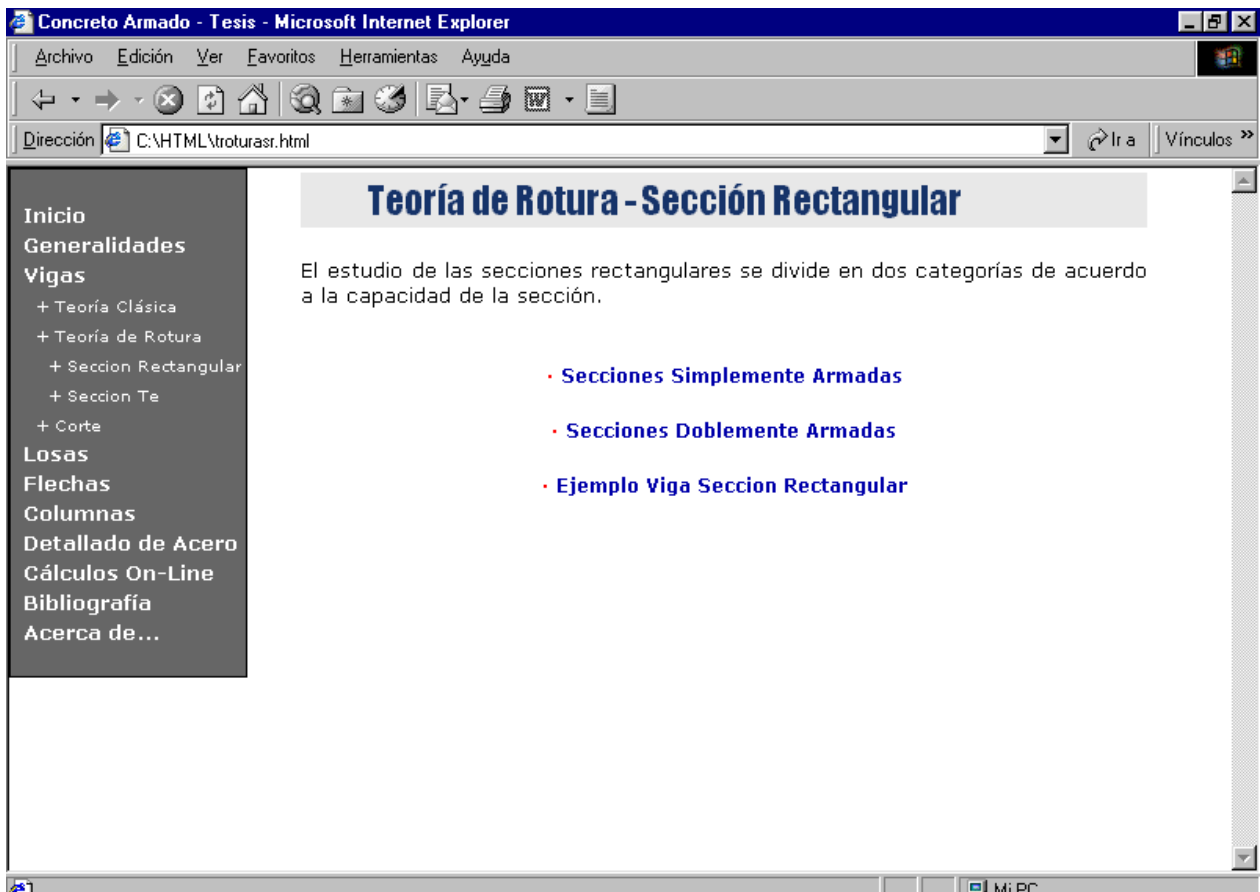 Concreto Armado - Tesis - Microsoft Internet Explorer
Archivo Edición Ver Favoritos Herramientas Ayuda
Dirección C:\HTML\troturasr.html Ir a Vínculos »
Inicio
Generalidades
Vigas
+ Teoría Clásica
+ Teoría de Rotura
+ Seccion Rectangular
+ Seccion Te
+ Corte
Losas
Flechas
Columnas
Detallado de Acero
Cálculos On-Line
Bibliografía
Acerca de...
Teoría de Rotura - Sección Rectangular
El estudio de las secciones rectangulares se divide en dos categorías de acuerdo
a la capacidad de la sección.
· Secciones Simplemente Armadas
· Secciones Doblemente Armadas
· Ejemplo Viga Seccion Rectangular
Mi PC